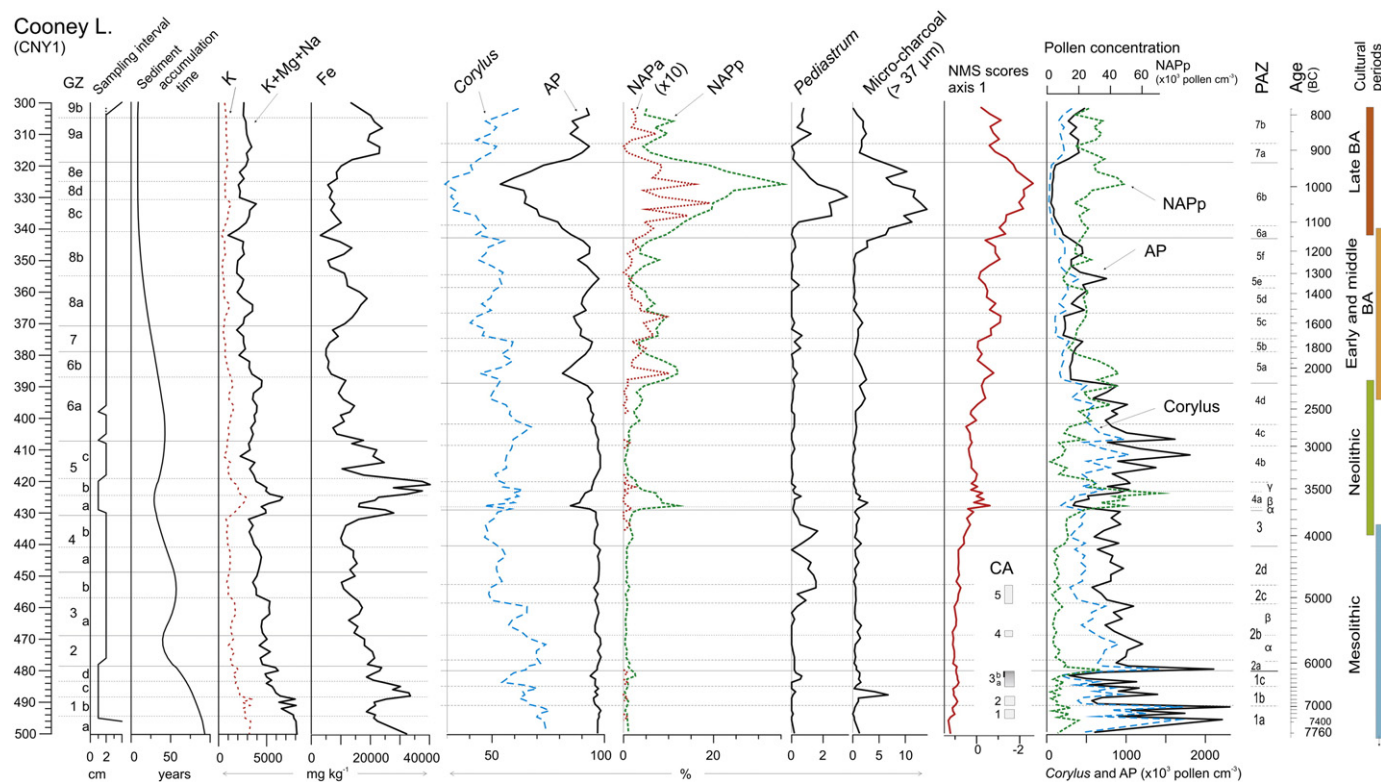 Cooney L.
(CNY1)
GZ
Sampling interval
Sediment
accumulation
time
K
K+Mg+Na
Fe
Corylus
AP
NAPa
(x10)
NAPp
Pediastrum
Micro-charcoal
(> 37 μm)
NMS scores
axis 1
Pollen concentration
0 20 40 60
NAPp
(x10³ pollen cm⁻³)
PAZ
Age
(BC)
Cultural
periods
300
310
320
330
340
350
360
370
380
390
400
410
420
430
440
450
460
470
480
490
500
9b
9a
8e
8d
8c
8b
8a
7
6b
6a
c
5
b
a
b
4
a
b
3
a
2
d
c
1 b
a
CA
5
4
3 b
a
2
1
NAPp
AP
Corylus
7b
7a
6b
6a
5f
5e
5d
5c
5b
5a
4d
4c
4b
γ
4a β
α
3
2d
2c
β
2b
α
2a
1c
1b
1a
800
900
1000
1100
1200
1300
1400
1600
1800
2000
2500
3000
3500
4000
5000
6000
7000
7400
7760
Late BA
Early and middle
BA
Neolithic
Mesolithic
0 2
cm
0 50
years
0 5000
0 20000 40000
mg kg⁻¹
50 100
0 20
0 2
0 5 10
%
0 -2
0 1000 2000
Corylus and AP (x10³ pollen cm⁻³)